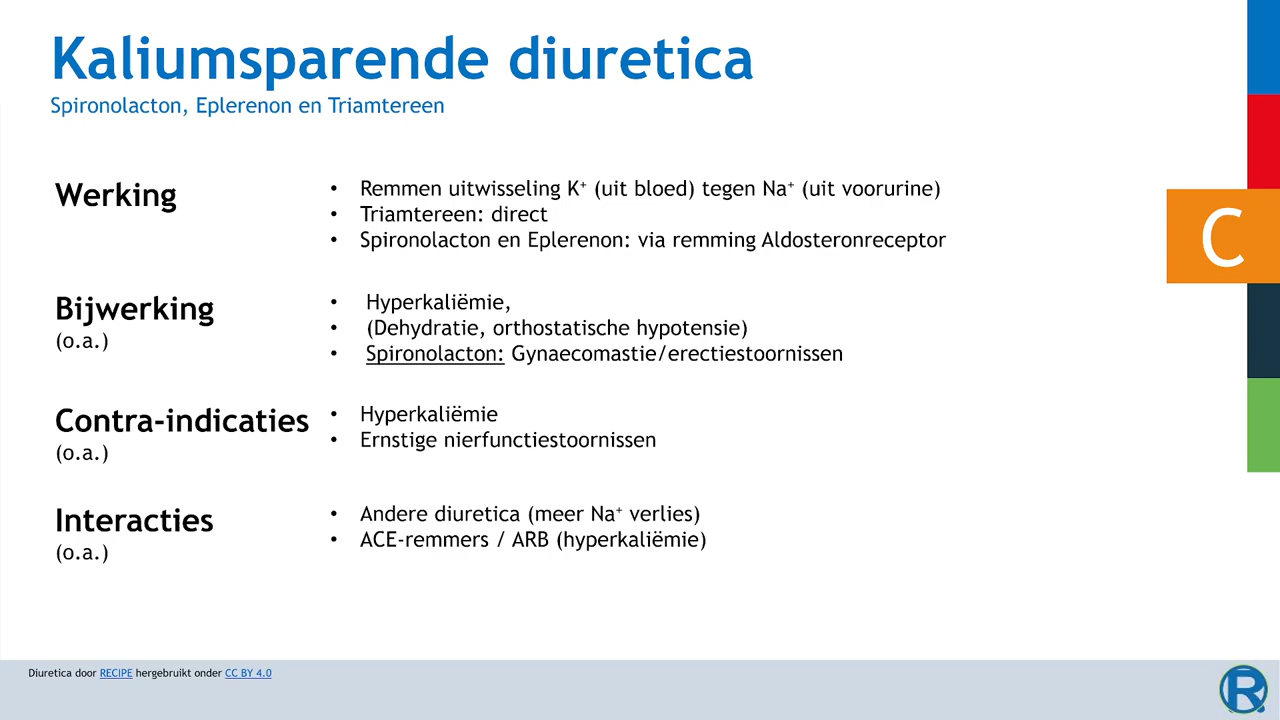 Kaliumsparende diuretica
Spironolacton, Eplerenon en Triamtereen
Werking
• Remmen uitwisseling K⁺ (uit bloed) tegen Na⁺ (uit voorurine)
• Triamtereen: direct
• Spironolacton en Eplerenon: via remming Aldosteronreceptor
C
Bijwerking
(o.a.)
• Hyperkaliëmie,
• (Dehydratie, orthostatische hypotensie)
• Spironolacton: Gynaecomastie/erectiestoornissen
Contra-indicaties
(o.a.)
• Hyperkaliëmie
• Ernstige nierfunctiestoornissen
Interacties
(o.a.)
• Andere diuretica (meer Na⁺ verlies)
• ACE-remmers / ARB (hyperkaliëmie)
Diuretica door RECIPE hergebruikt onder CC BY 4.0
R